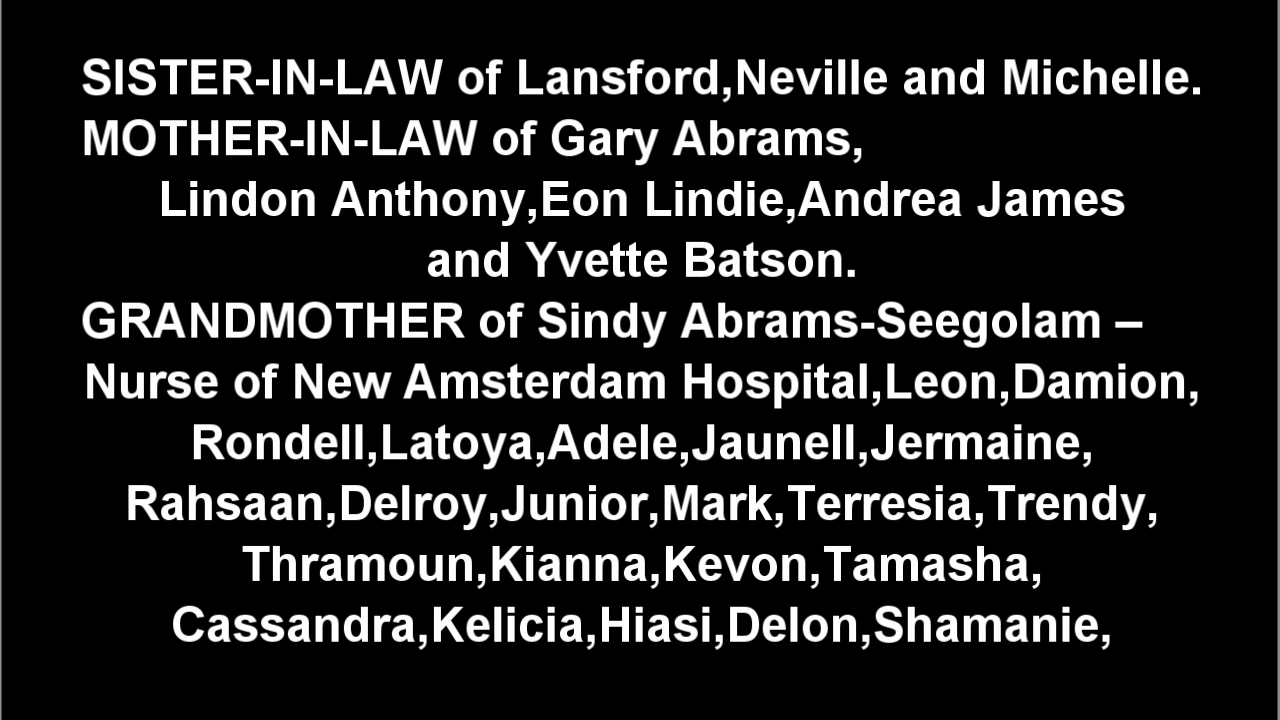 SISTER-IN-LAW of Lansford,Neville and Michelle.
MOTHER-IN-LAW of Gary Abrams,
Lindon Anthony,Eon Lindie,Andrea James
and Yvette Batson.
GRANDMOTHER of Sindy Abrams-Seegolam –
Nurse of New Amsterdam Hospital,Leon,Damion,
Rondell,Latoya,Adele,Jaunell,Jermaine,
Rahsaan,Delroy,Junior,Mark,Terresia,Trendy,
Thramoun,Kianna,Kevon,Tamasha,
Cassandra,Kelicia,Hiasi,Delon,Shamanie,